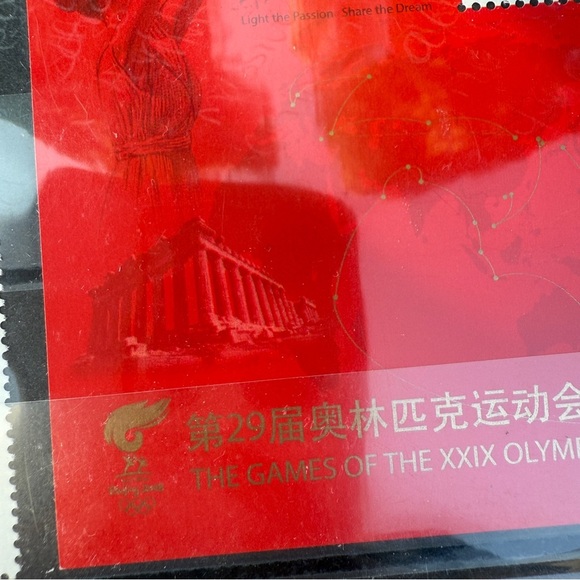 Light the Passion Share the Dream
第29届奥林匹克运动会
THE GAMES OF THE XXIX OLYM